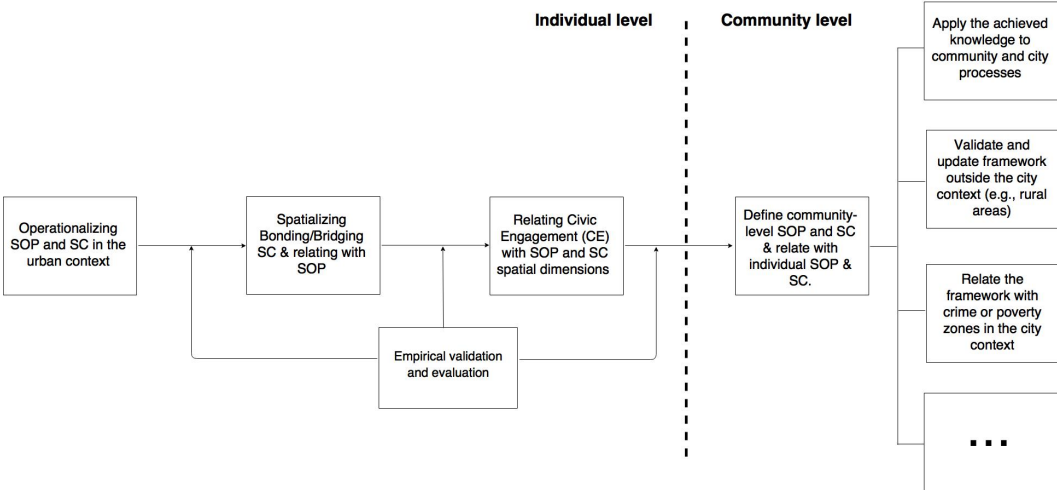 Individual level
Community level
Operationalizing
SOP and SC in the
urban context
Spatializing
Bonding/Bridging
SC & relating with
SOP
Relating Civic
Engagement (CE)
with SOP and SC
spatial dimensions
Empirical validation
and evaluation
Define community-
level SOP and SC
& relate with
individual SOP &
SC.
Apply the achieved
knowledge to
community and city
processes
Validate and
update framework
outside the city
context (e.g., rural
areas)
Relate the
framework with
crime or poverty
zones in the city
context
...